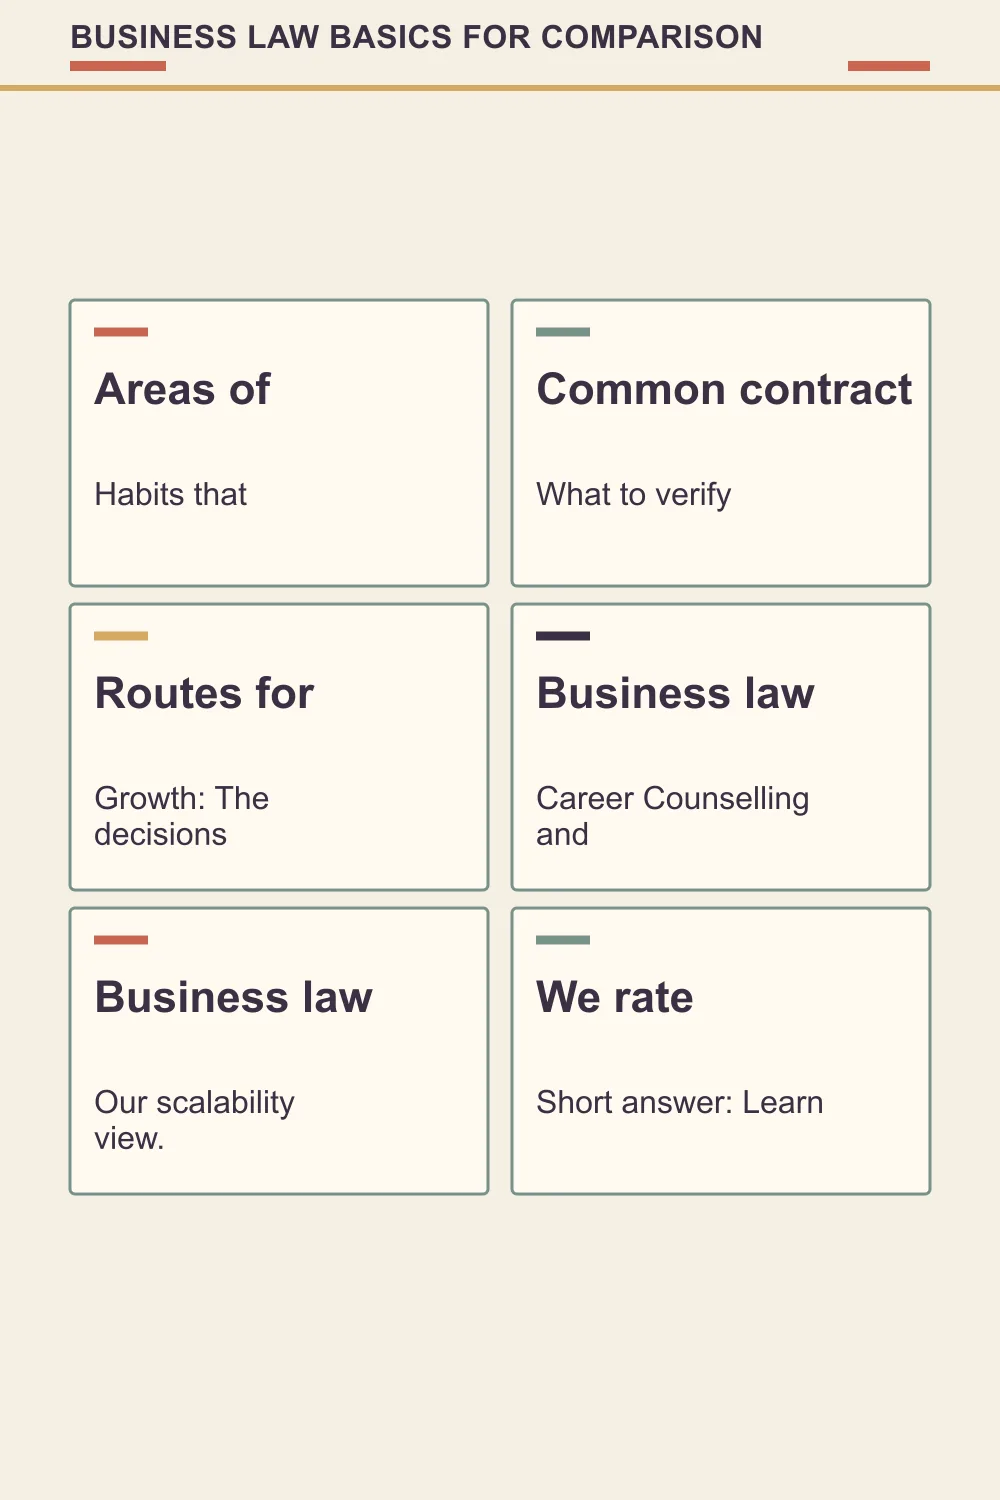 BUSINESS LAW BASICS FOR COMPARISON
Areas of
Habits that
Common contract
What to verify
Routes for
Growth: The
decisions
Business law
Career Counselling
and
Business law
Our scalability
view.
We rate
Short answer: Learn